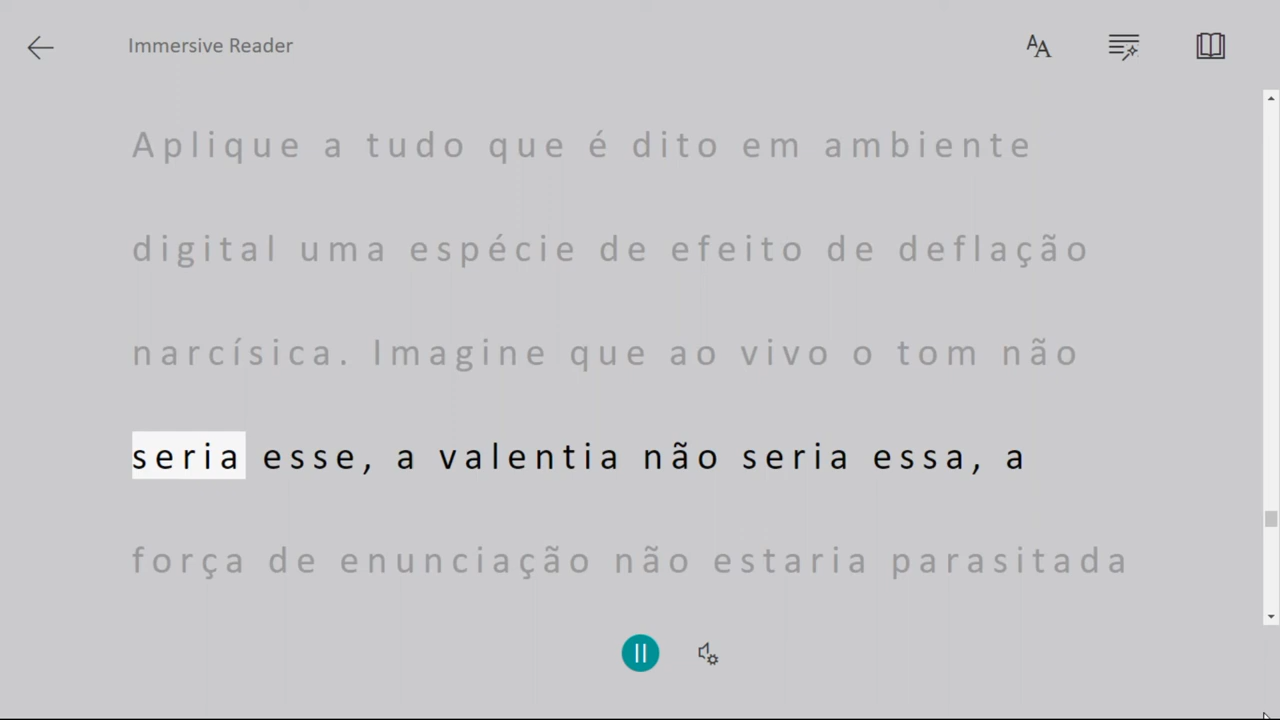 Immersive Reader
Aplique a tudo que é dito em ambiente
digital uma espécie de efeito de deflação
narcísica. Imagine que ao vivo o tom não
seria esse, a valentia não seria essa, a
força de enunciação não estaria parasitada